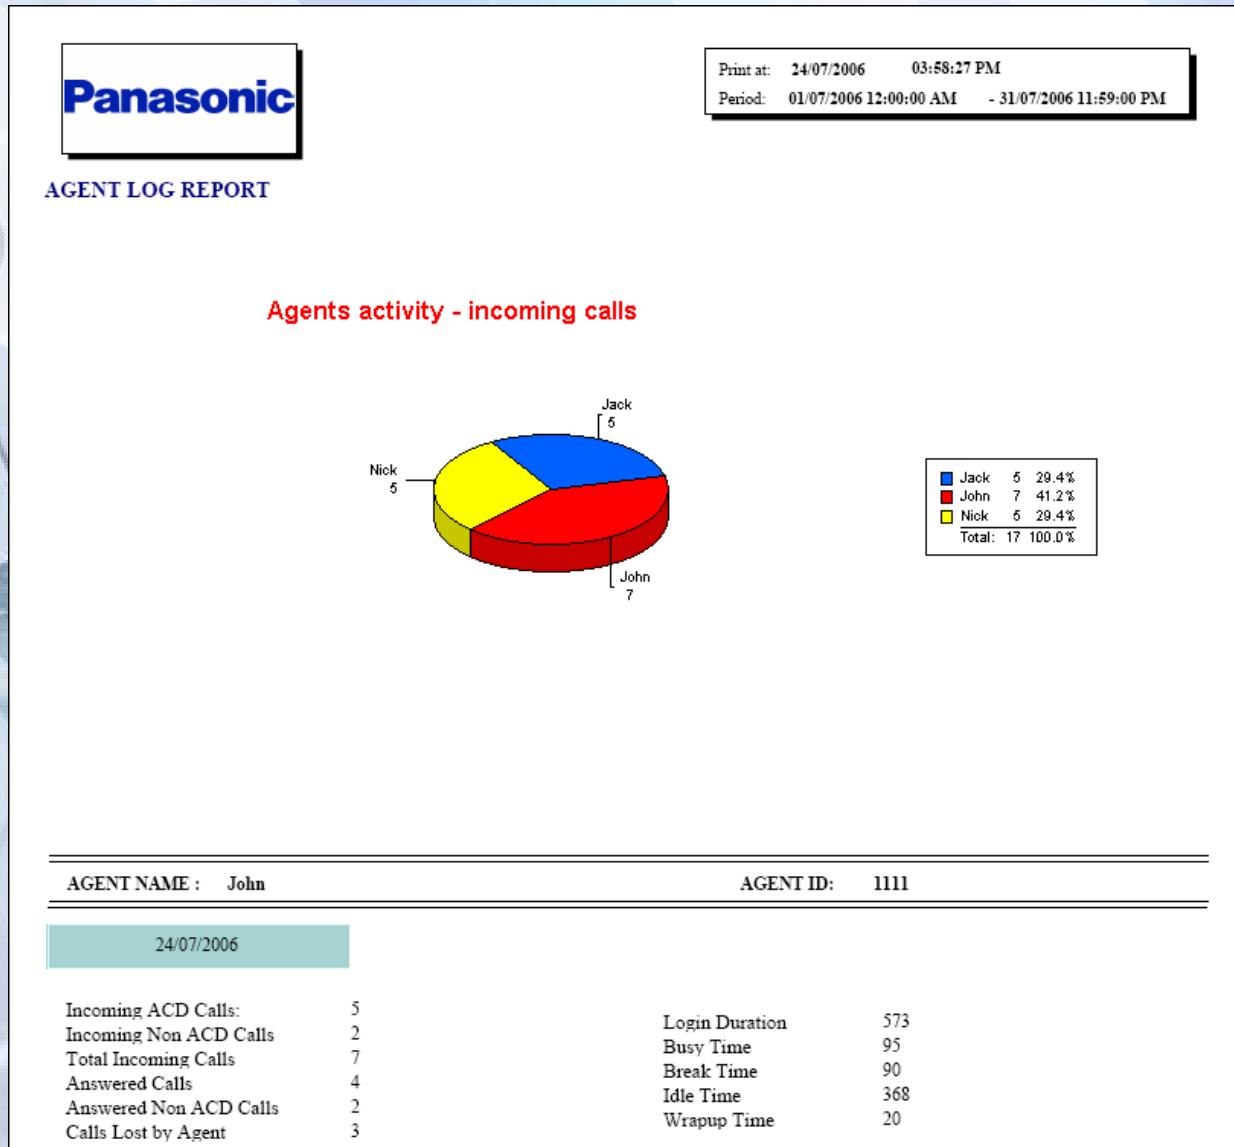 Panasonic
Print at: 24/07/2006 03:58:27 PM
Period: 01/07/2006 12:00:00 AM - 31/07/2006 11:59:00 PM
AGENT LOG REPORT
Agents activity - incoming calls
Jack
5
Nick
5
John
7
Jack 5 29.4%
John 7 41.2%
Nick 5 29.4%
Total: 17 100.0%
AGENT NAME : John AGENT ID: 1111
24/07/2006
Incoming ACD Calls: 5
Incoming Non ACD Calls 2
Total Incoming Calls 7
Answered Calls 4
Answered Non ACD Calls 2
Calls Lost by Agent 3
Login Duration 573
Busy Time 95
Break Time 90
Idle Time 368
Wrapup Time 20